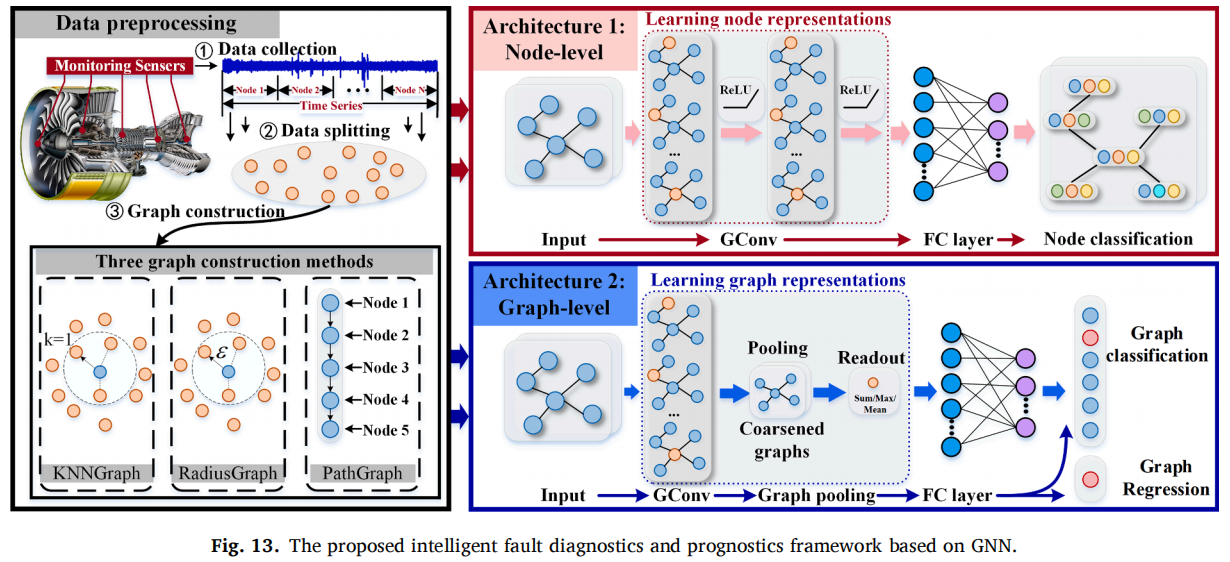 Data preprocessing
① Data collection
Monitoring Sensers
Node 1
Node 2
Node N
Time Series
② Data splitting
③ Graph construction
Three graph construction methods
k=1
ε
Node 1
Node 2
Node 3
Node 4
Node 5
KNNGraph
RadiusGraph
PathGraph
Architecture 1:
Node-level
Learning node representations
ReLU
ReLU
...
...
Input
GConv
FC layer
Node classification
Architecture 2:
Graph-level
Learning graph representations
Pooling
Readout
Sum/Max/
Mean
...
Coarsened
graphs
Graph
classification
Graph
Regression
Input
GConv
Graph pooling
FC layer
Fig. 13. The proposed intelligent fault diagnostics and prognostics framework based on GNN.